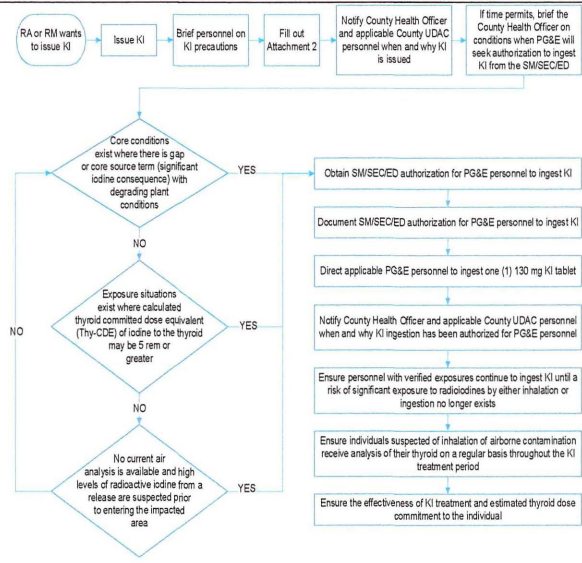 RA or RM wants
to issue KI
Issue KI
Brief personnel on
KI precautions
Fill out
Attachment 2
Notify County Health Officer
and applicable County UDAC
personnel when and why KI
is issued
If time permits, brief the
County Health Officer on
conditions when PG&E will
seek authorization to ingest
KI from the SM/SEC/ED
Core conditions
exist where there is gap
or core source term (significant
iodine consequence) with
degrading plant
conditions
YES
NO
Exposure situations
exist where calculated
thyroid committed dose equivalent
(Thy-CDE) of iodine to the thyroid
may be 5 rem or
greater
YES
NO
NO
No current air
analysis is available and high
levels of radioactive iodine from a
release are suspected prior
to entering the impacted
area
YES
Obtain SM/SEC/ED authorization for PG&E personnel to ingest KI
Document SM/SEC/ED authorization for PG&E personnel to ingest KI
Direct applicable PG&E personnel to ingest one (1) 130 mg KI tablet
Notify County Health Officer and applicable County UDAC personnel
when and why KI ingestion has been authorized for PG&E personnel
Ensure personnel with verified exposures continue to ingest KI until a
risk of significant exposure to radioiodines by either inhalation or
ingestion no longer exists
Ensure individuals suspected of inhalation of airborne contamination
receive analysis of their thyroid on a regular basis throughout the KI
treatment period
Ensure the effectiveness of KI treatment and estimated thyroid dose
commitment to the individual